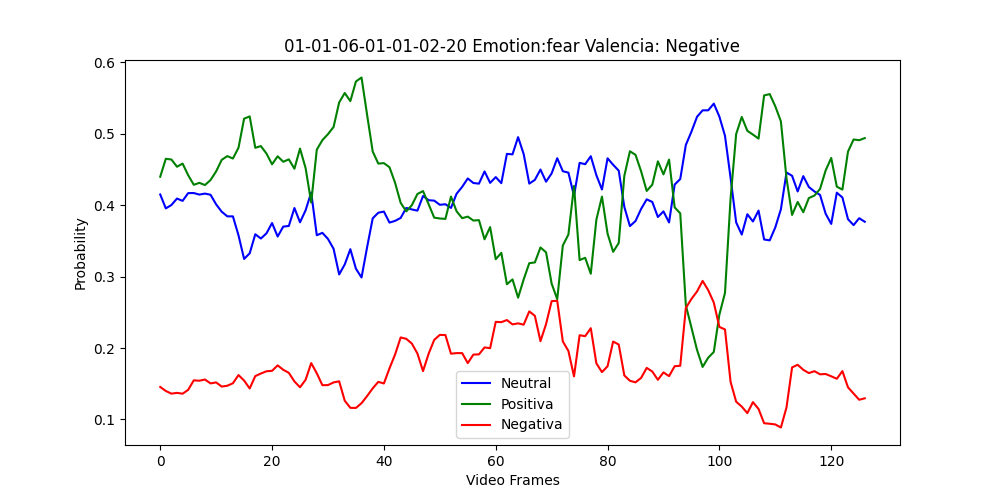 01-01-06-01-01-02-20 Emotion:fear Valencia: Negative
0.6
0.5
0.4
0.3
0.2
0.1
Probability
Neutral
Positiva
Negativa
0 20 40 60 80 100 120
Video Frames